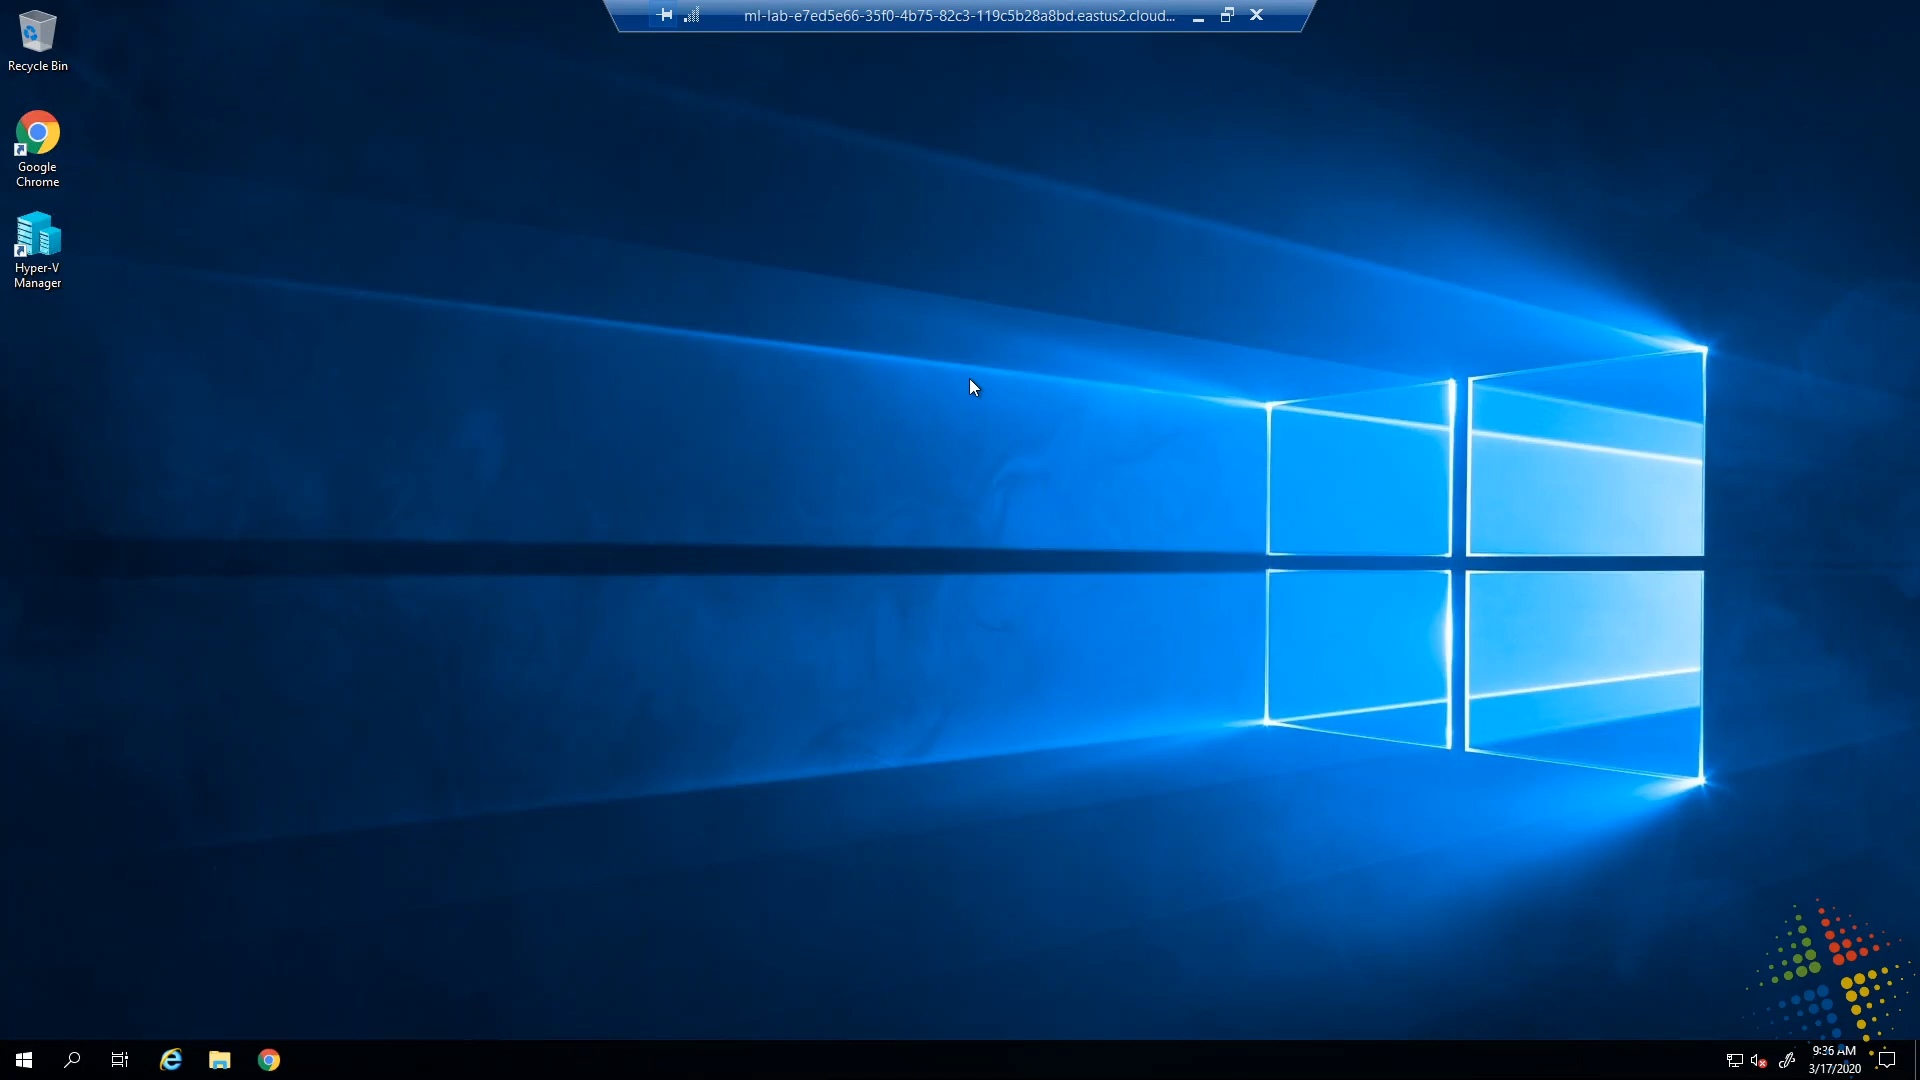 ml-lab-e7ed5e66-35f0-4b75-82c3-119c5b28a8bd.eastus2.cloud...
Recycle Bin
Google
Chrome
Hyper-V
Manager
9:36 AM
3/17/2020